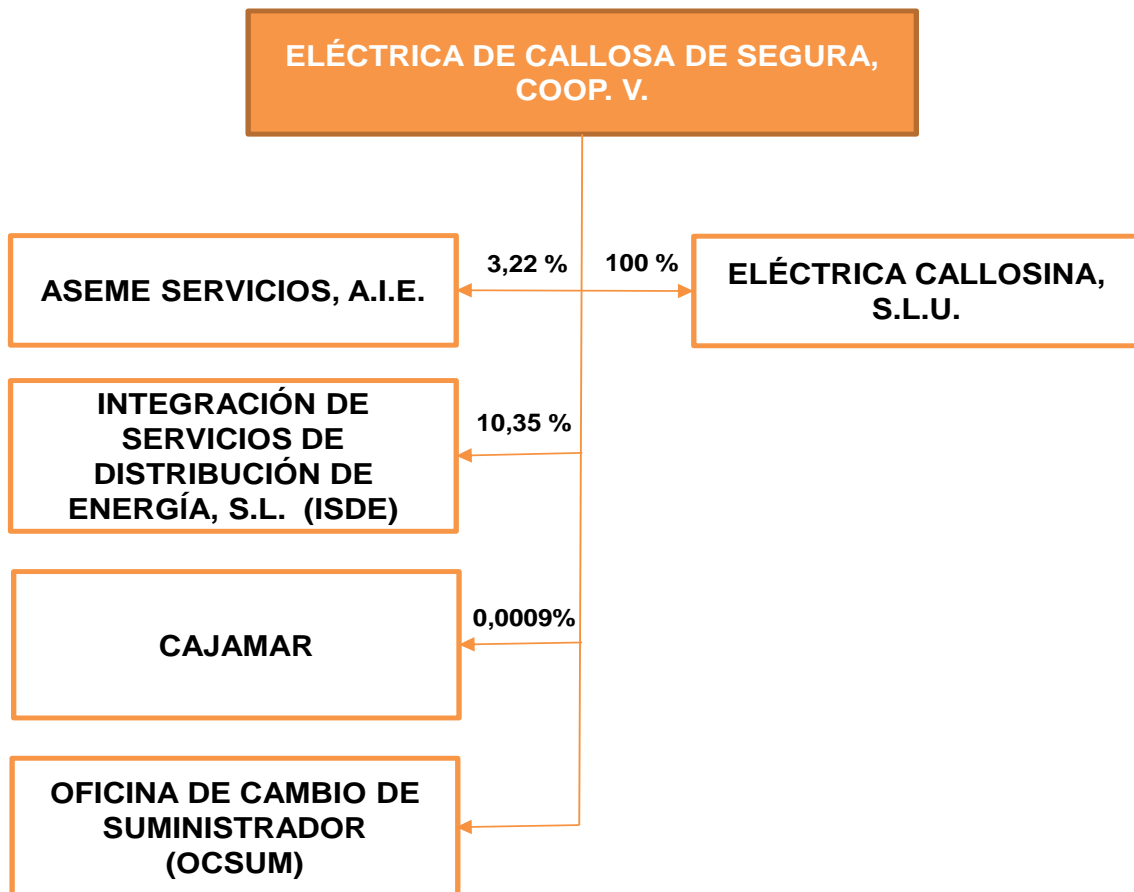 ELÉCTRICA DE CALLOSA DE SEGURA,
COOP. V.
3,22 %
100 %
ASEME SERVICIOS, A.I.E.
ELÉCTRICA CALLOSINA,
S.L.U.
INTEGRACIÓN DE
SERVICIOS DE
DISTRIBUCIÓN DE
ENERGÍA, S.L. (ISDE)
10,35 %
CAJAMAR
0,0009%
OFICINA DE CAMBIO DE
SUMINISTRADOR
(OCSUM)